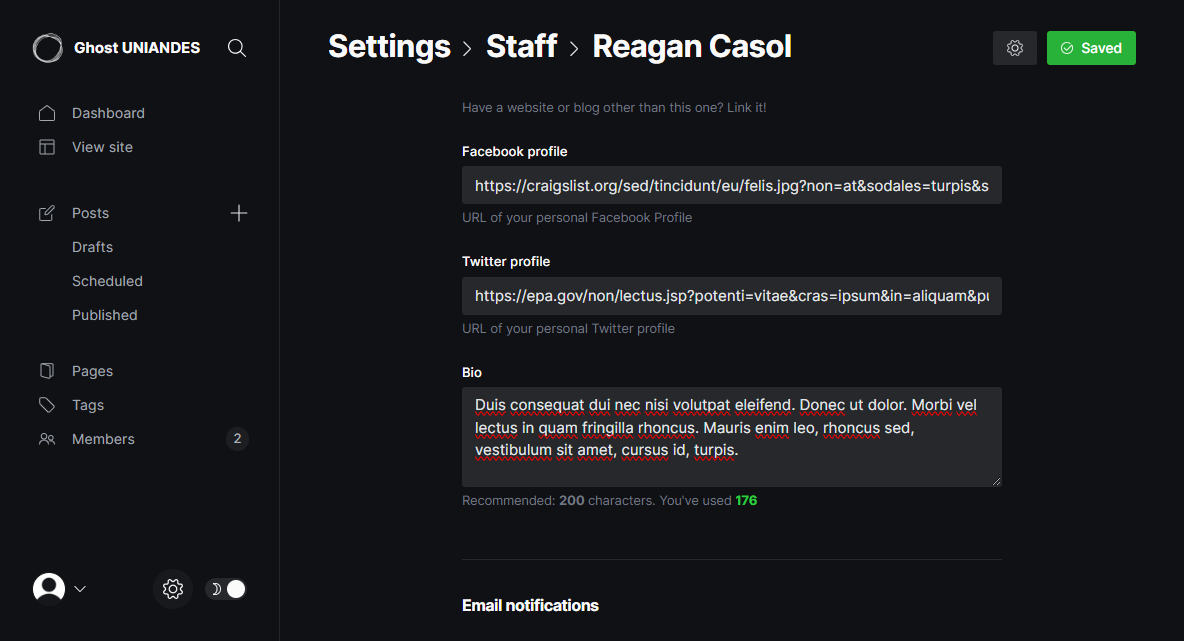 Ghost UNIANDES
Dashboard
View site
Posts
Drafts
Scheduled
Published
Pages
Tags
Members
2
Settings > Staff > Reagan Casol
Saved
Have a website or blog other than this one? Link it!
Facebook profile
https://craigslist.org/sed/tincidunt/eu/felis.jpg?non=at&sodales=turpis&s
URL of your personal Facebook Profile
Twitter profile
https://epa.gov/non/lectus.jsp?potenti=vitae&cras=ipsum&in=aliquam&pu
URL of your personal Twitter profile
Bio
Duis consequat dui nec nisi volutpat eleifend. Donec ut dolor. Morbi vel
lectus in quam fringilla rhoncus. Mauris enim leo, rhoncus sed,
vestibulum sit amet, cursus id, turpis.
Recommended: 200 characters. You've used 176
Email notifications